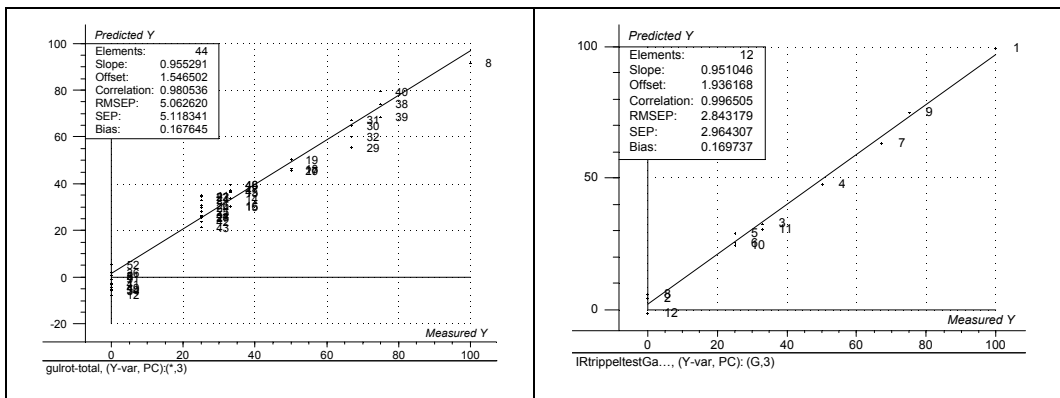 Predicted Y
100
Elements: 44
Slope: 0.955291
Offset: 1.546502
Correlation: 0.980536
RMSEP: 5.062620
SEP: 5.118341
Bias: 0.167645
80
60
40
20
0
-20
8
40
38
39
31
30
32
29
19
43
52
12
Measured Y
0 20 40 60 80 100
gulrot-total, (Y-var, PC):(*,3)
Predicted Y
100
Elements: 12
Slope: 0.951046
Offset: 1.936168
Correlation: 0.996505
RMSEP: 2.843179
SEP: 2.964307
Bias: 0.169737
50
0
1
9
7
4
3
11
5
6
10
8
2
12
Measured Y
0 20 40 60 80 100
IRtrippeltestGa..., (Y-var, PC): (G,3)